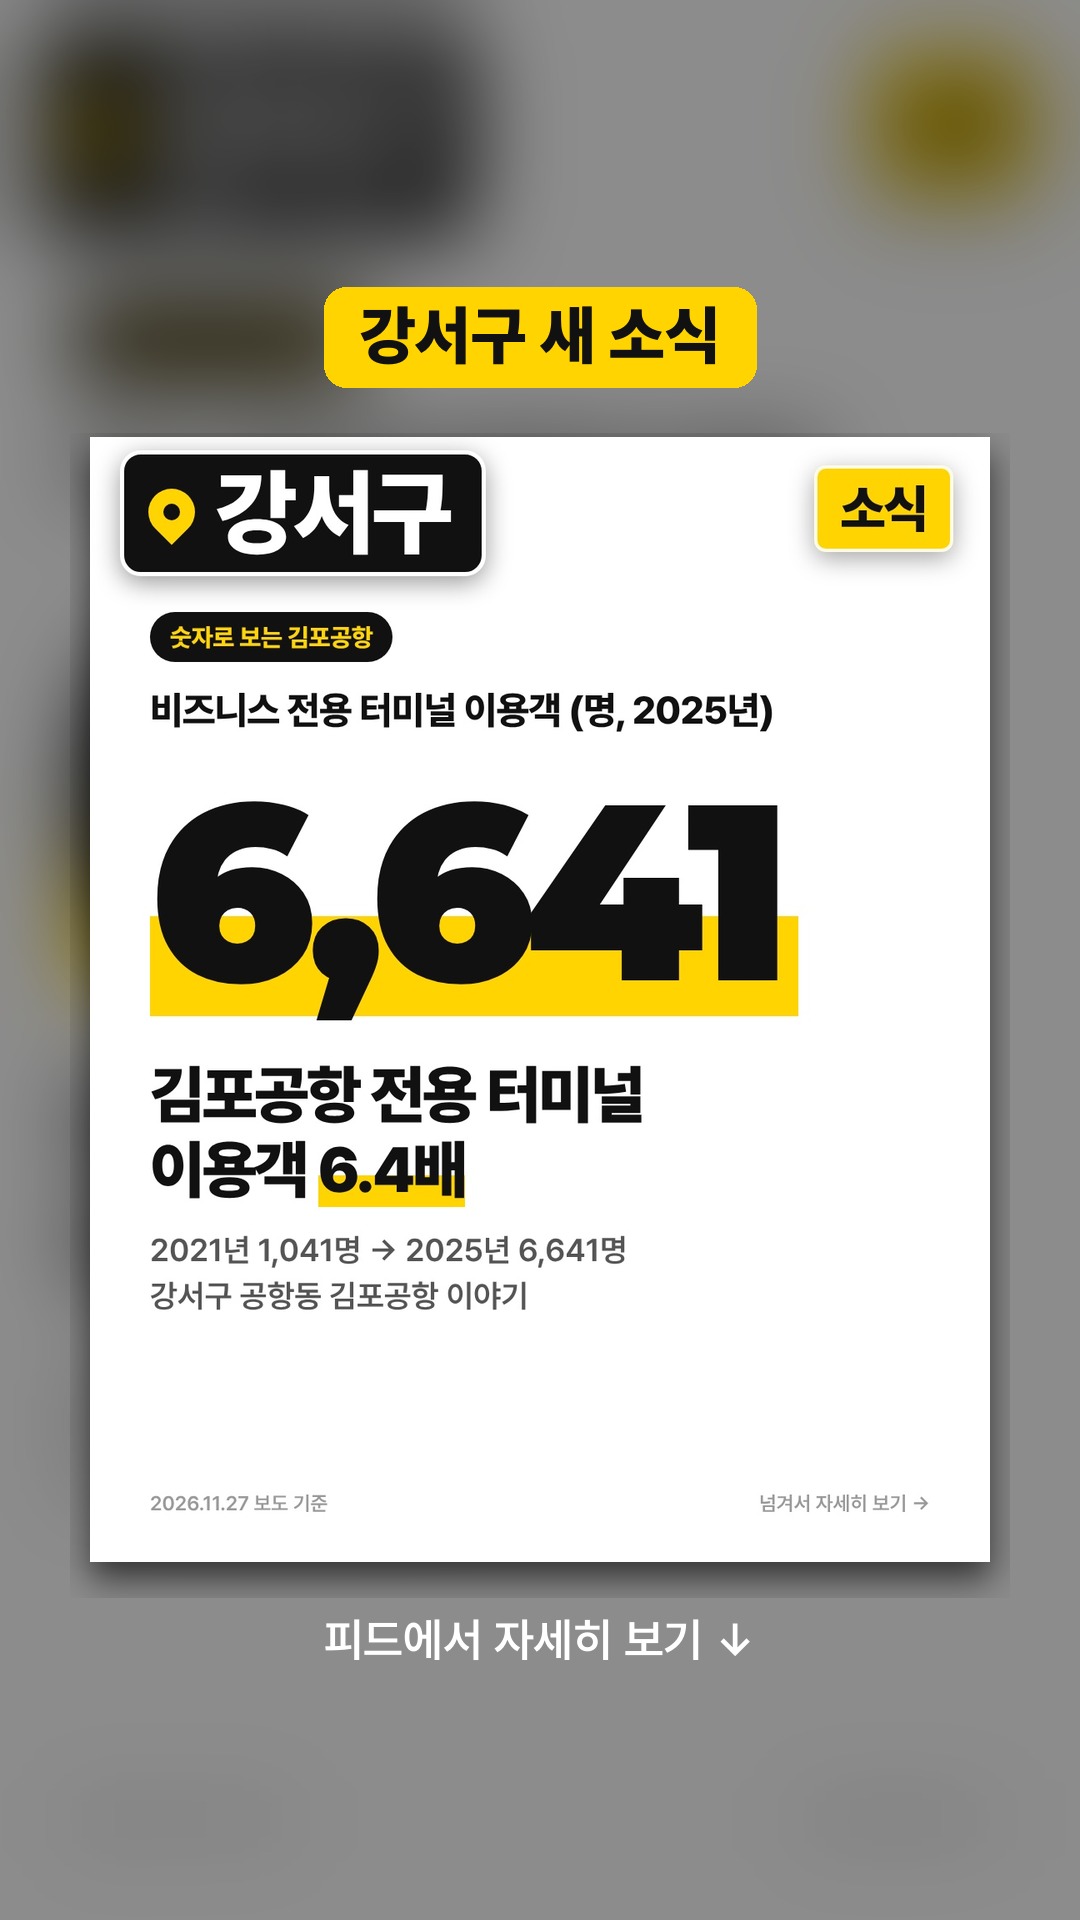 강서구 새 소식
강서구
소식
숫자로 보는 김포공항
비즈니스 전용 터미널 이용객 (명, 2025년)
6,641
김포공항 전용 터미널
이용객 6.4배
2021년 1,041명 → 2025년 6,641명
강서구 공항동 김포공항 이야기
2026.11.27 보도 기준
넘겨서 자세히 보기 →
피드에서 자세히 보기 ↓